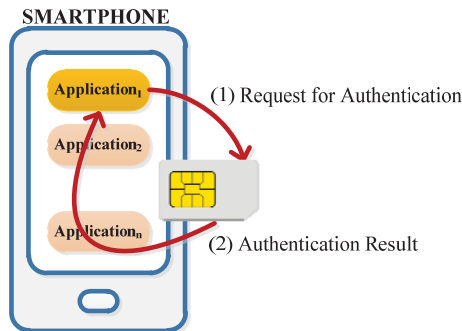 SMARTPHONE
Application₁
(1) Request for Authentication
Application₂
Applicationₙ
(2) Authentication Result